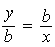 y/b = b/x